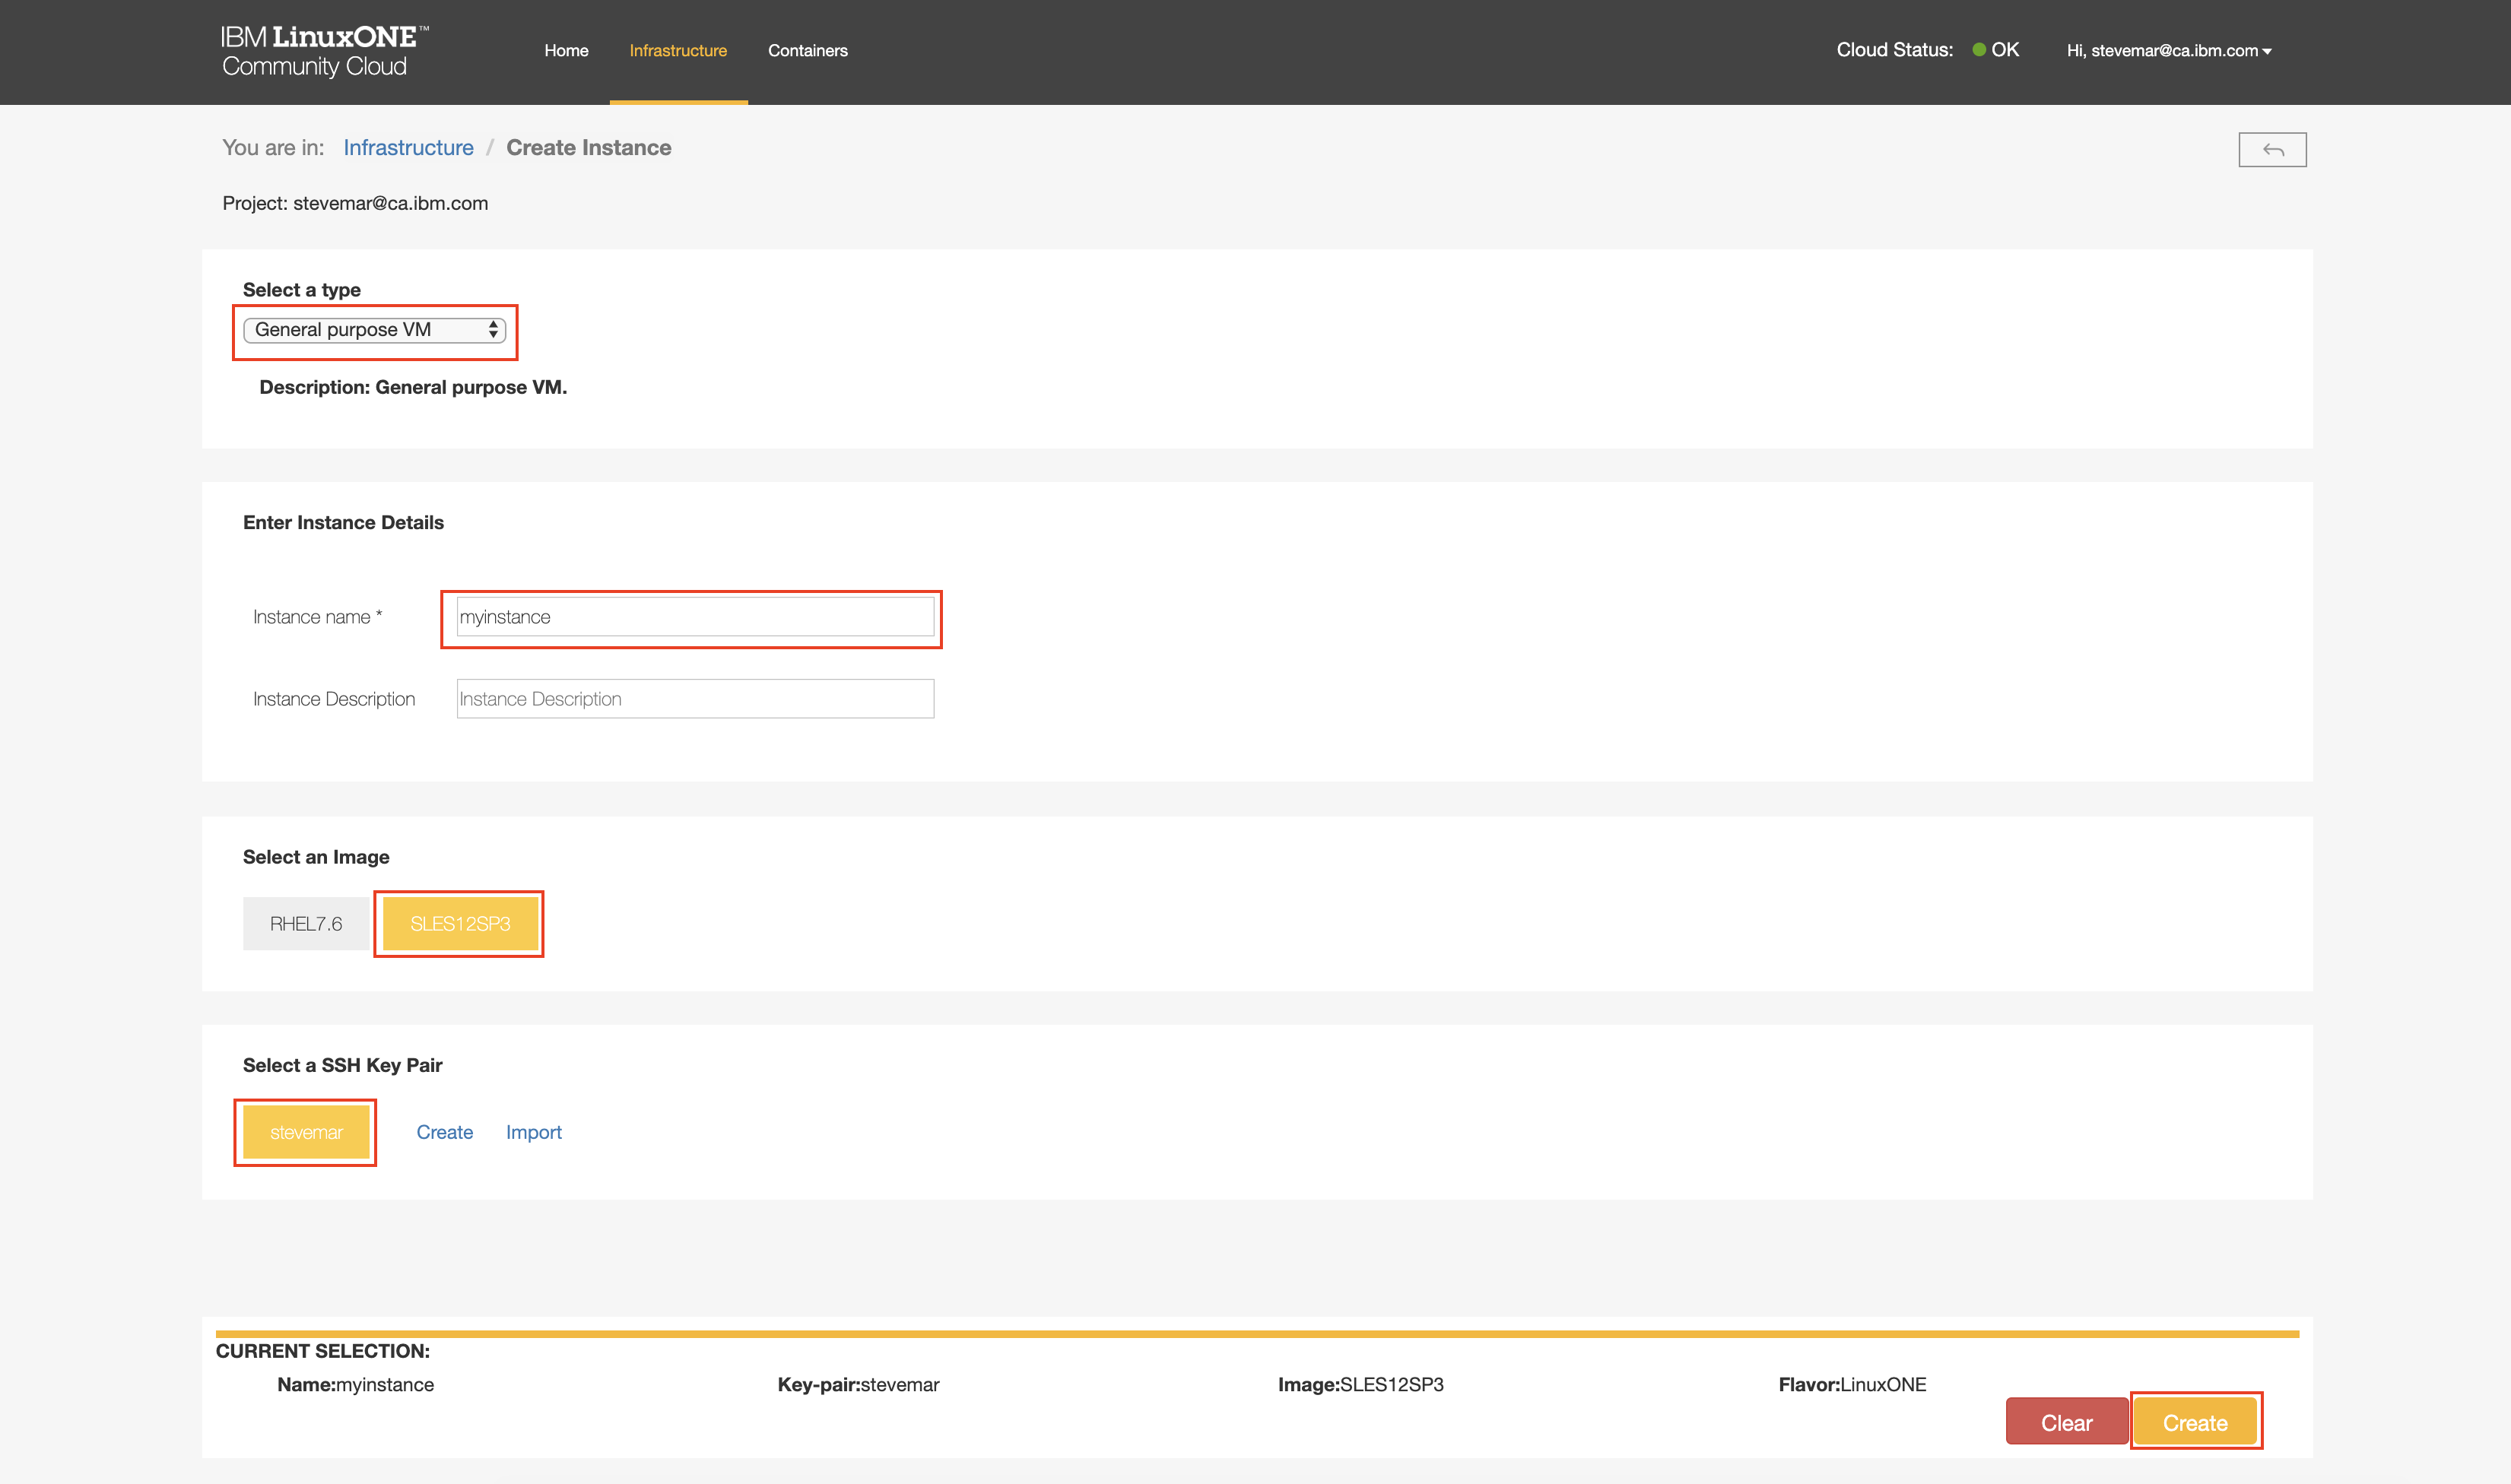 IBM LinuxONE™
Community Cloud
Home Infrastructure Containers
Cloud Status: OK
Hi, stevemar@ca.ibm.com
You are in: Infrastructure / Create Instance
Project: stevemar@ca.ibm.com
Select a type
General purpose VM
Description: General purpose VM.
Enter Instance Details
Instance name * myinstance
Instance Description Instance Description
Select an Image
RHEL7.6 SLES12SP3
Select a SSH Key Pair
stevemar Create Import
CURRENT SELECTION:
Name:myinstance Key-pair:stevemar Image:SLES12SP3 Flavor:LinuxONE
Clear Create